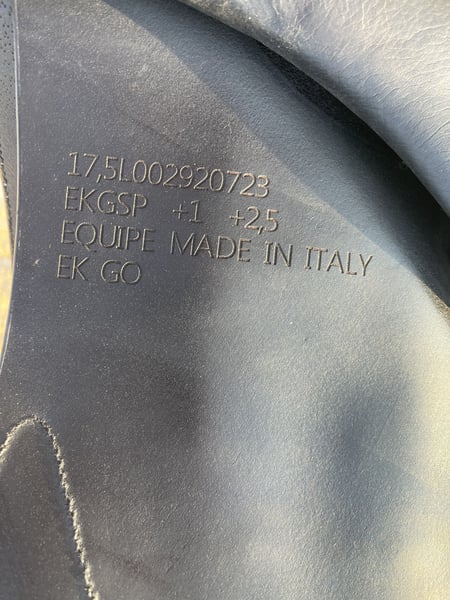 17,5L002920723
EKGSP +1 +2,5
EQUIPE MADE IN ITALY
EK GO